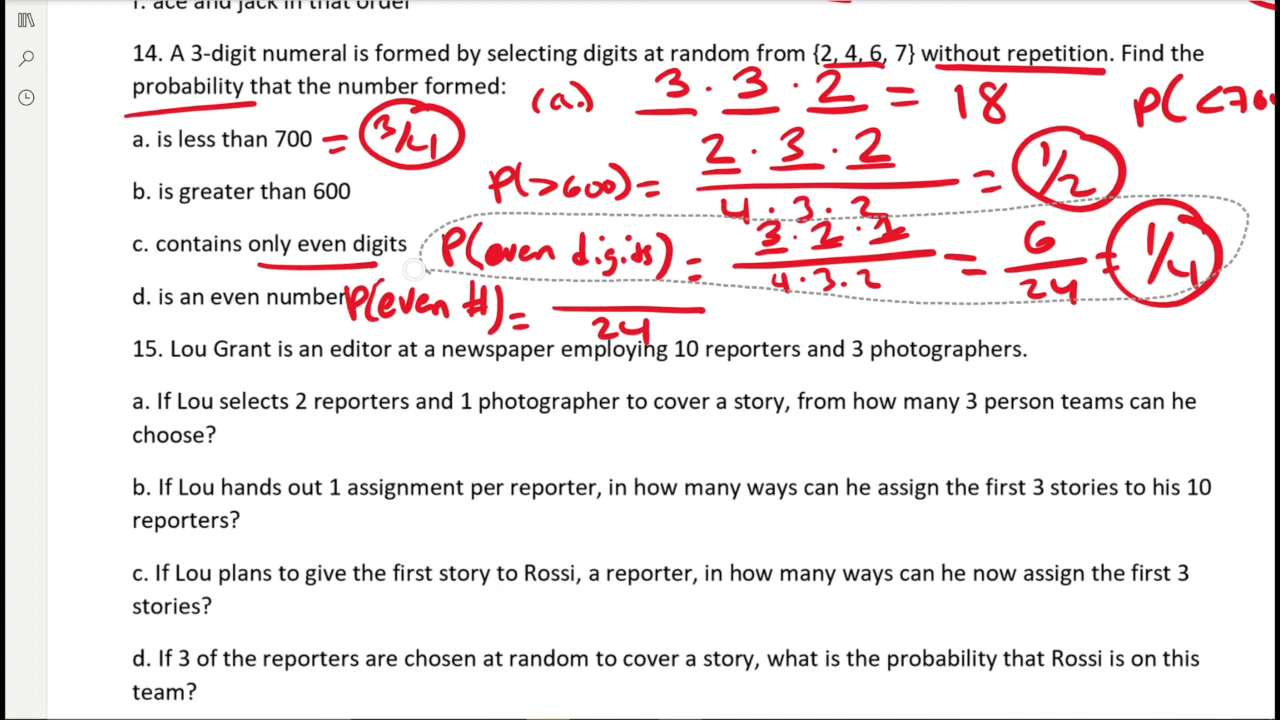 f. ace and jack in that order
14. A 3-digit numeral is formed by selecting digits at random from {2, 4, 6, 7} without repetition. Find the
probability that the number formed:
(a.) 3 · 3 · 2 = 18
P(<700
a. is less than 700 = 3/4
b. is greater than 600
P(>600) = 2 · 3 · 2 / 4 · 3 · 2 = 1/2
c. contains only even digits
P(even digits) = 3 · 2 · 1 / 4 · 3 · 2 = 6/24 = 1/4
d. is an even number
P(even #) = /24
15. Lou Grant is an editor at a newspaper employing 10 reporters and 3 photographers.
a. If Lou selects 2 reporters and 1 photographer to cover a story, from how many 3 person teams can he
choose?
b. If Lou hands out 1 assignment per reporter, in how many ways can he assign the first 3 stories to his 10
reporters?
c. If Lou plans to give the first story to Rossi, a reporter, in how many ways can he now assign the first 3
stories?
d. If 3 of the reporters are chosen at random to cover a story, what is the probability that Rossi is on this
team?